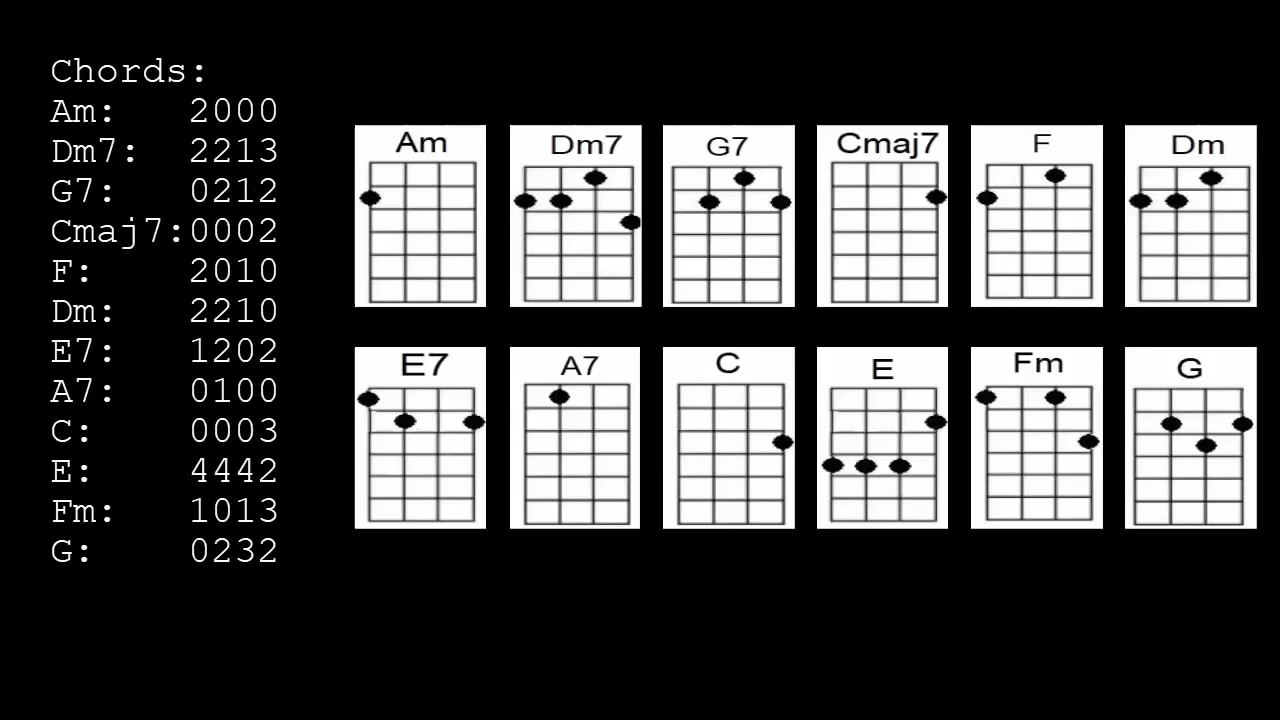 Chords:
Am: 2000
Dm7: 2213
G7: 0212
Cmaj7:0002
F: 2010
Dm: 2210
E7: 1202
A7: 0100
C: 0003
E: 4442
Fm: 1013
G: 0232
Am Dm7 G7 Cmaj7 F Dm
E7 A7 C E Fm G